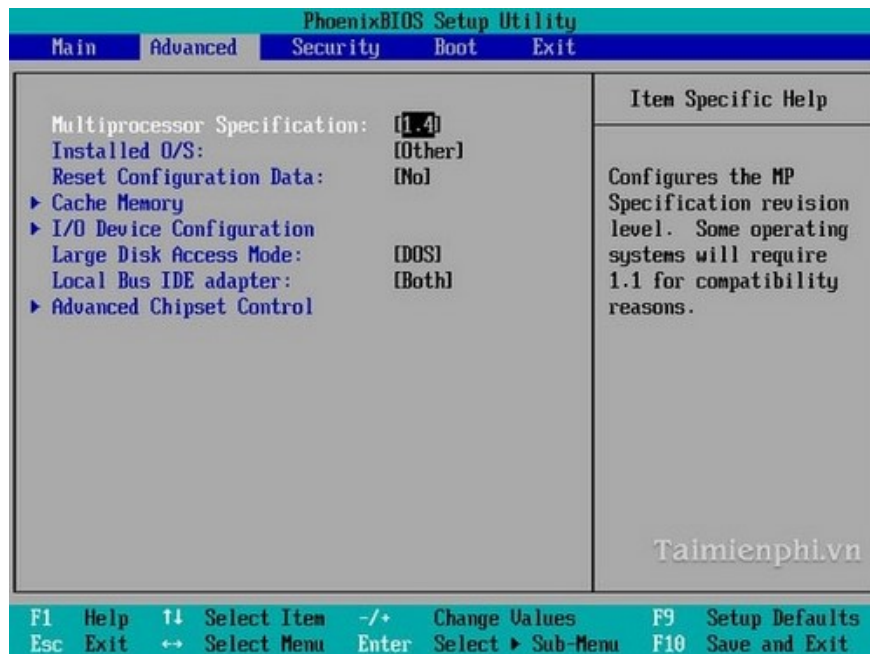 PhoenixBIOS Setup Utility
Main Advanced Security Boot Exit
Item Specific Help
Multiprocessor Specification: [1.4]
Installed O/S: [Other]
Reset Configuration Data: [No]
▶ Cache Memory
▶ I/O Device Configuration
Large Disk Access Mode: [DOS]
Local Bus IDE adapter: [Both]
▶ Advanced Chipset Control
Configures the MP
Specification revision
level. Some operating
systems will require
1.1 for compatibility
reasons.
Taimienphi.vn
F1 Help ↑↓ Select Item -/+ Change Values F9 Setup Defaults
Esc Exit ↔ Select Menu Enter Select ▶ Sub-Menu F10 Save and Exit